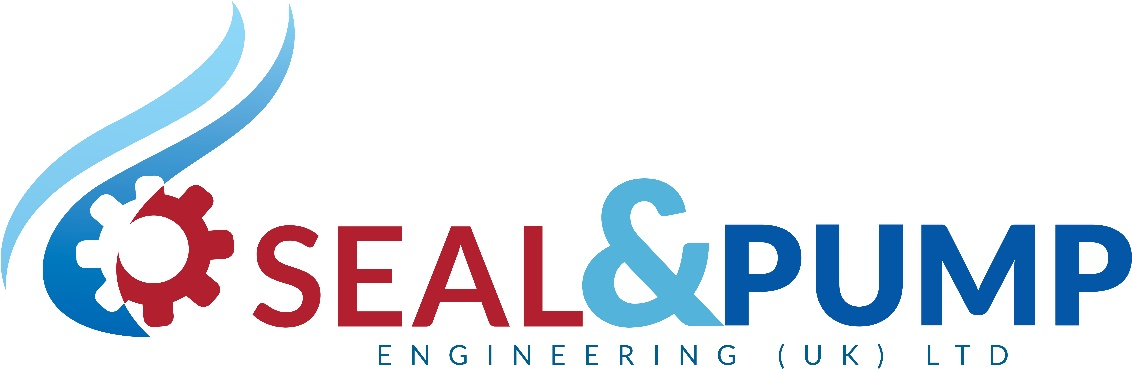 SEAL&PUMP
ENGINEERING (UK) LTD